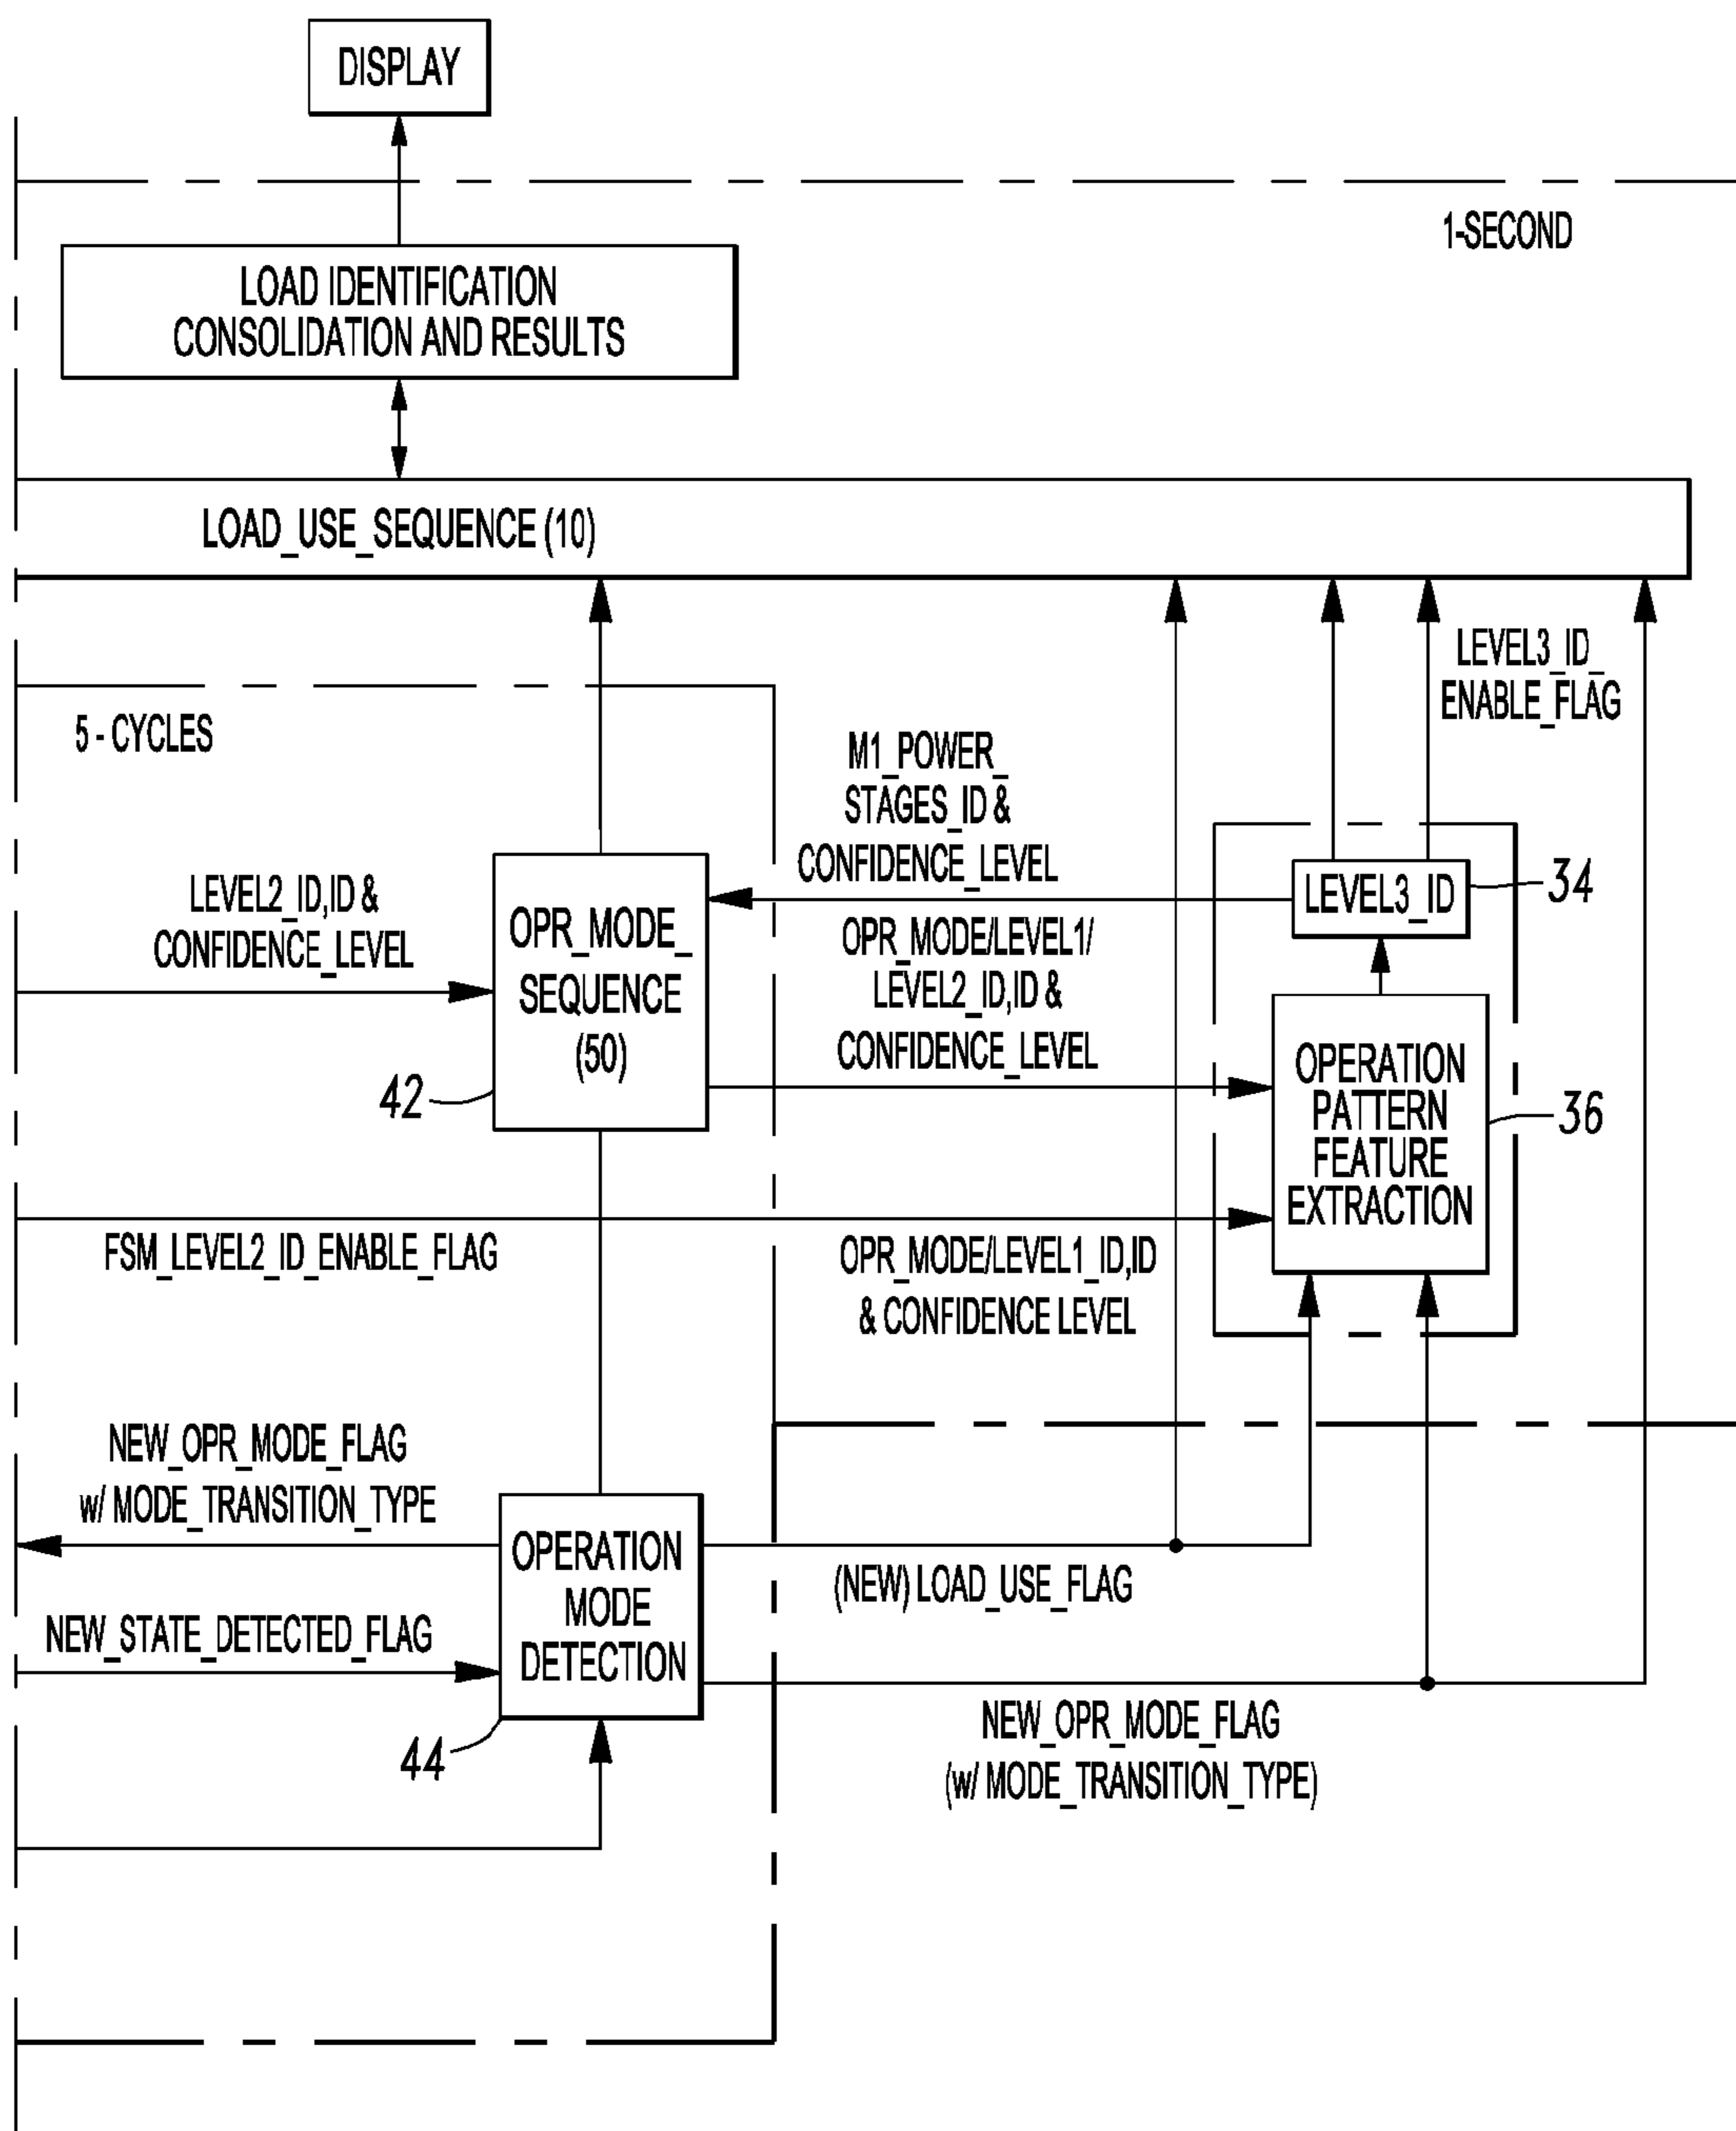 DISPLAY
1-SECOND
LOAD IDENTIFICATION
CONSOLIDATION AND RESULTS
LOAD_USE_SEQUENCE (10)
LEVEL3_ID_
ENABLE_FLAG
5 - CYCLES
M1_POWER_
STAGES_ID &
CONFIDENCE_LEVEL
LEVEL3_ID
34
LEVEL2_ID,ID &
CONFIDENCE_LEVEL
OPR_MODE_
SEQUENCE
(50)
42
OPR_MODE/LEVEL1/
LEVEL2_ID,ID &
CONFIDENCE_LEVEL
OPERATION
PATTERN
FEATURE
EXTRACTION
36
FSM_LEVEL2_ID_ENABLE_FLAG
OPR_MODE/LEVEL1_ID,ID
& CONFIDENCE LEVEL
NEW_OPR_MODE_FLAG
w/ MODE_TRANSITION_TYPE
OPERATION
MODE
DETECTION
(NEW) LOAD_USE_FLAG
NEW_STATE_DETECTED_FLAG
44
NEW_OPR_MODE_FLAG
(w/ MODE_TRANSITION_TYPE)